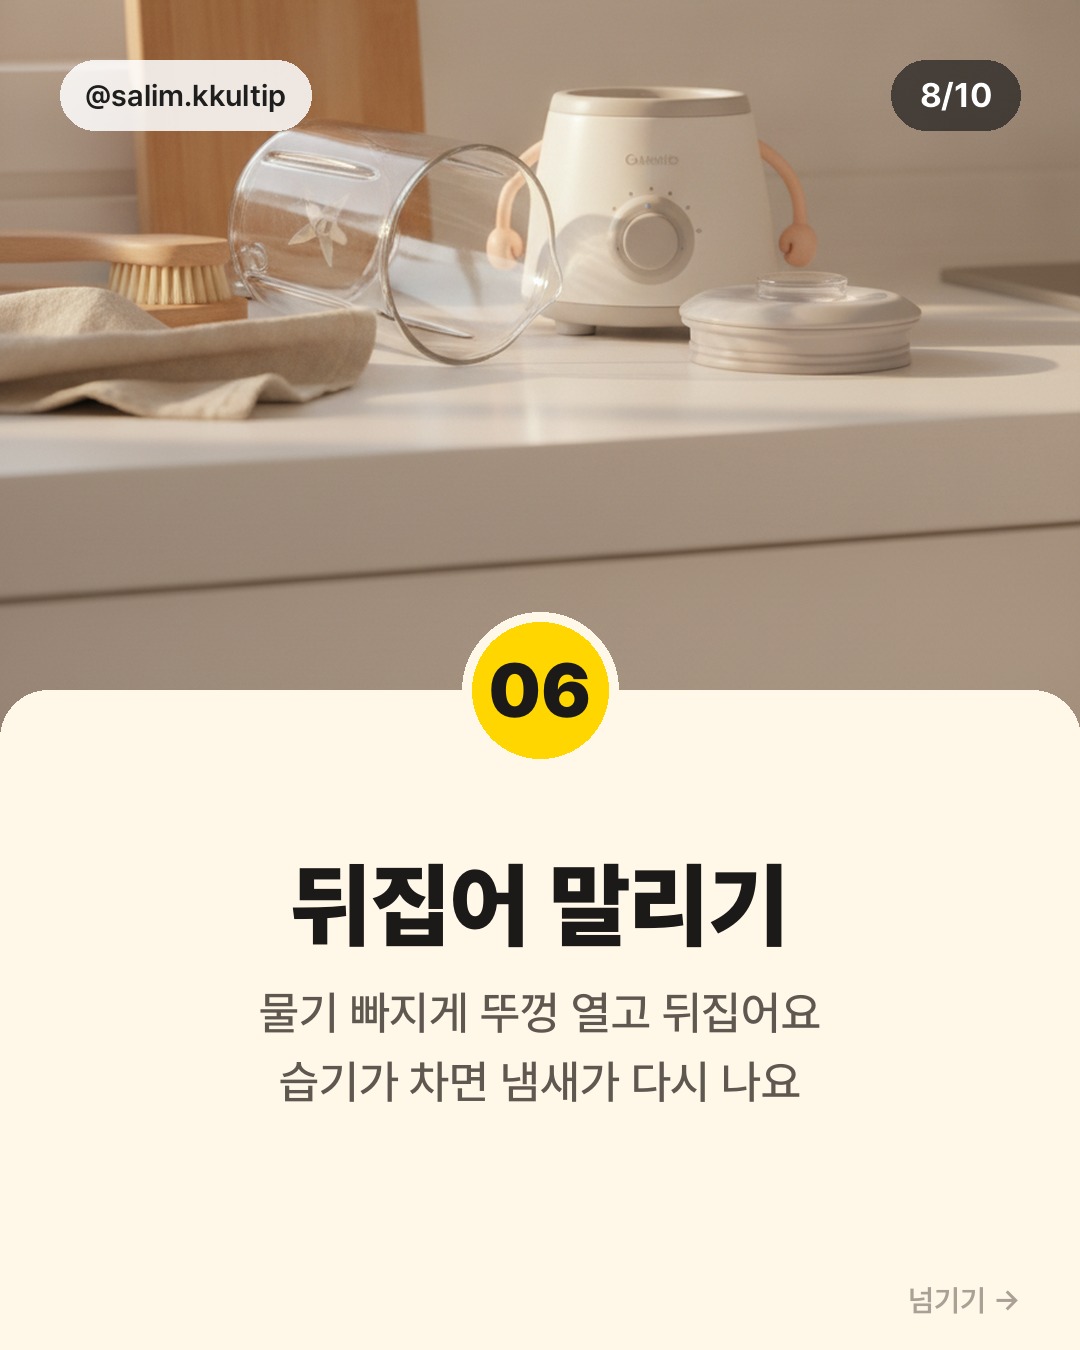 @salim.kkultip
8/10
06
뒤집어 말리기
물기 빠지게 뚜껑 열고 뒤집어요
습기가 차면 냄새가 다시 나요
넘기기 →